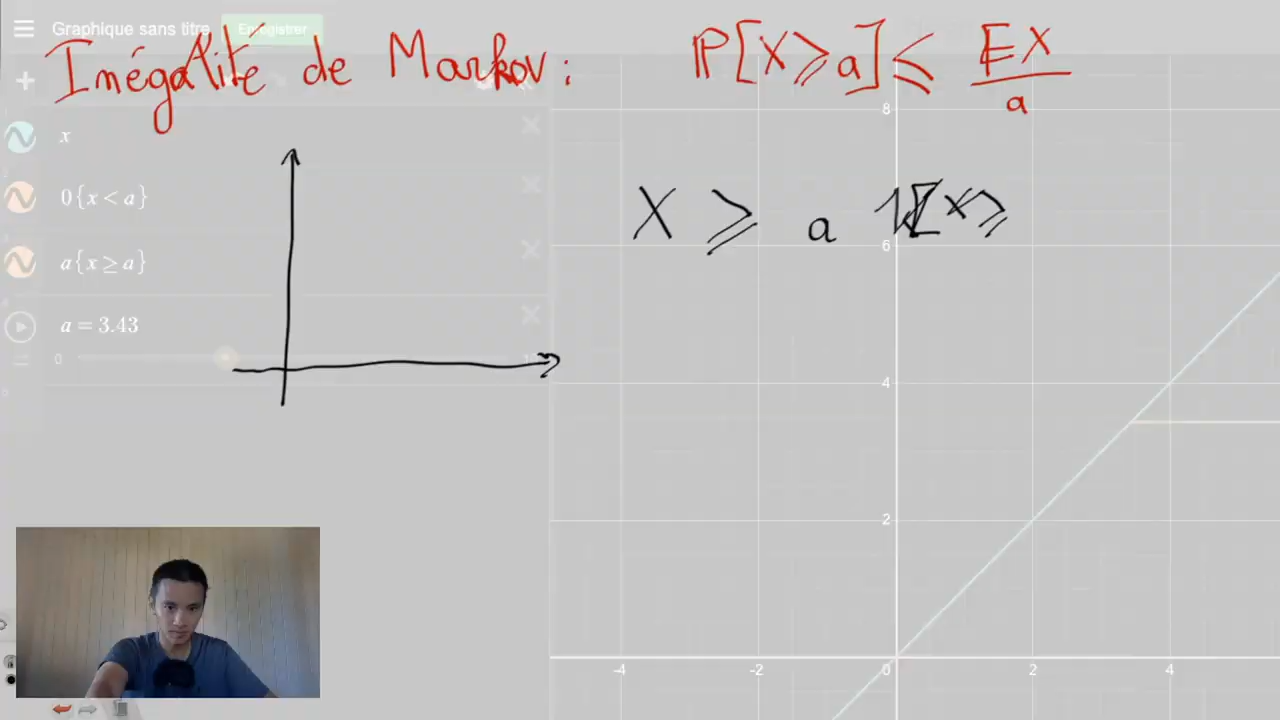 Graphique sans titre
Enregistrer
Inégalité de Markov : ℙ[X⩾a]⩽ EX/a
x
0{x < a}
a{x ≥ a}
a = 3.43
0
X ⩾ a 𝟙[X⩾
8
6
4
2
-4 -2 0 2 4